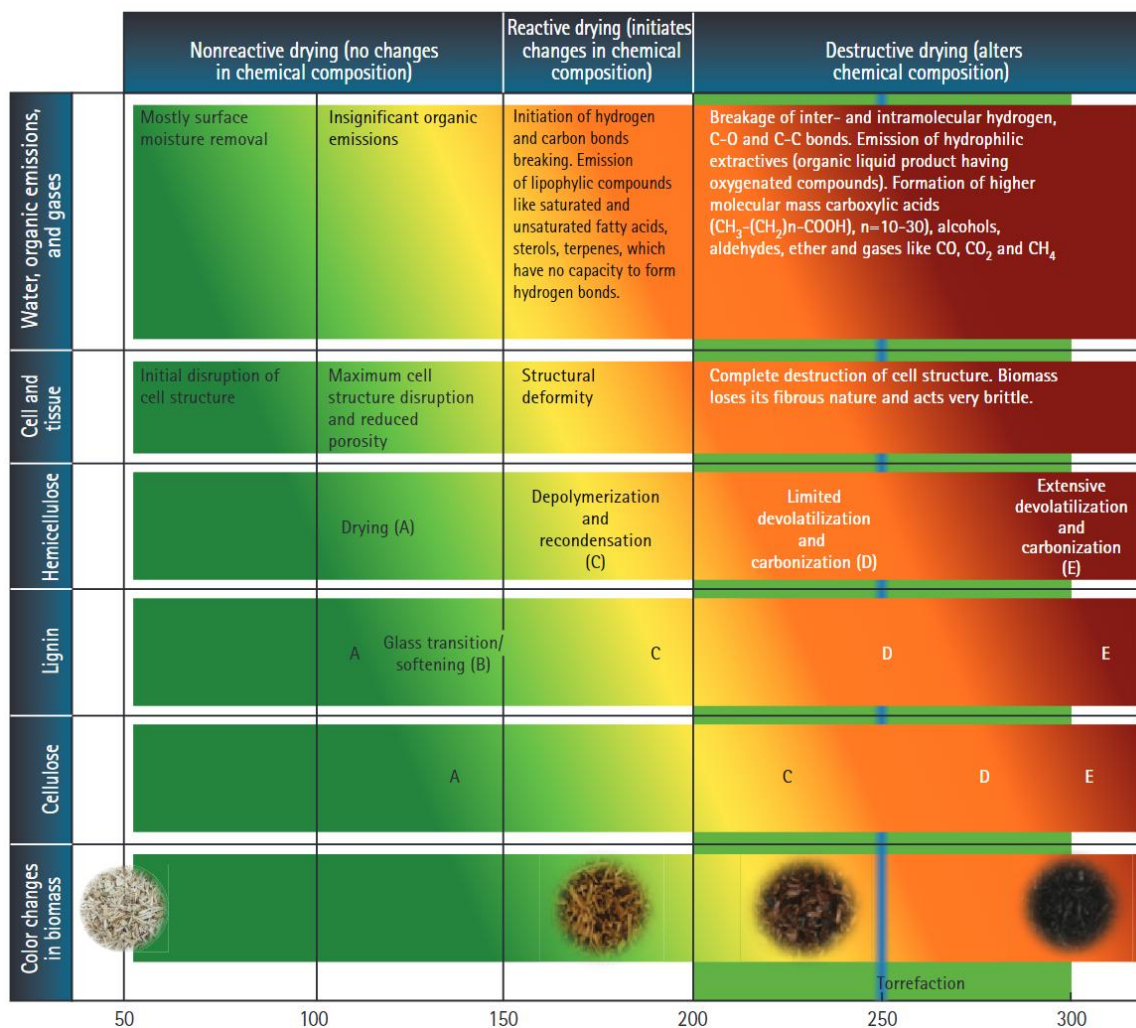 Nonreactive drying (no changes
in chemical composition)
Reactive drying (initiates
changes in chemical
composition)
Destructive drying (alters
chemical composition)
Water, organic emissions,
and gases
Mostly surface
moisture removal
Insignificant organic
emissions
Initiation of hydrogen
and carbon bonds
breaking. Emission
of lipophylic compounds
like saturated and
unsaturated fatty acids,
sterols, terpenes, which
have no capacity to form
hydrogen bonds.
Breakage of inter- and intramolecular hydrogen,
C-O and C-C bonds. Emission of hydrophilic
extractives (organic liquid product having
oxygenated compounds). Formation of higher
molecular mass carboxylic acids
(CH₃-(CH₂)n-COOH), n=10-30), alcohols,
aldehydes, ether and gases like CO, CO₂ and CH₄
Cell and
tissue
Initial disruption of
cell structure
Maximum cell
structure disruption
and reduced
porosity
Structural
deformity
Complete destruction of cell structure. Biomass
loses its fibrous nature and acts very brittle.
Hemicellulose
Drying (A)
Depolymerization
and
recondensation
(C)
Limited
devolatilization
and
carbonization (D)
Extensive
devolatilization
and
carbonization
(E)
Lignin
A
Glass transition/
softening (B)
C
D
E
Cellulose
A
C
D
E
Color changes
in biomass
Torrefaction
50 100 150 200 250 300